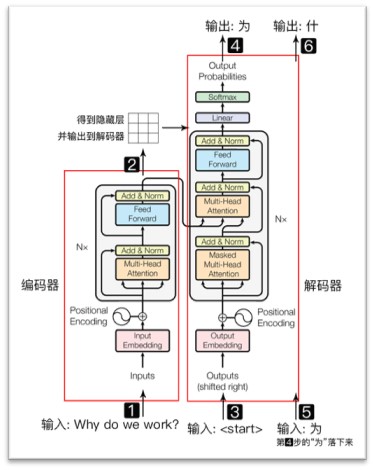 输出: 为
输出: 什
4
6
Output
Probabilities
Softmax
Linear
得到隐藏层
并输出到解码器
Add & Norm
Feed
Forward
2
Add & Norm
Add & Norm
Multi-Head
Attention
Feed
Forward
N×
N×
Add & Norm
Add & Norm
Multi-Head
Attention
Masked
Multi-Head
Attention
编码器
解码器
Positional
Encoding
Positional
Encoding
Input
Embedding
Output
Embedding
Inputs
Outputs
(shifted right)
1
3
5
输入: Why do we work?
输入: <start>
输入: 为
第4步的“为”落下来